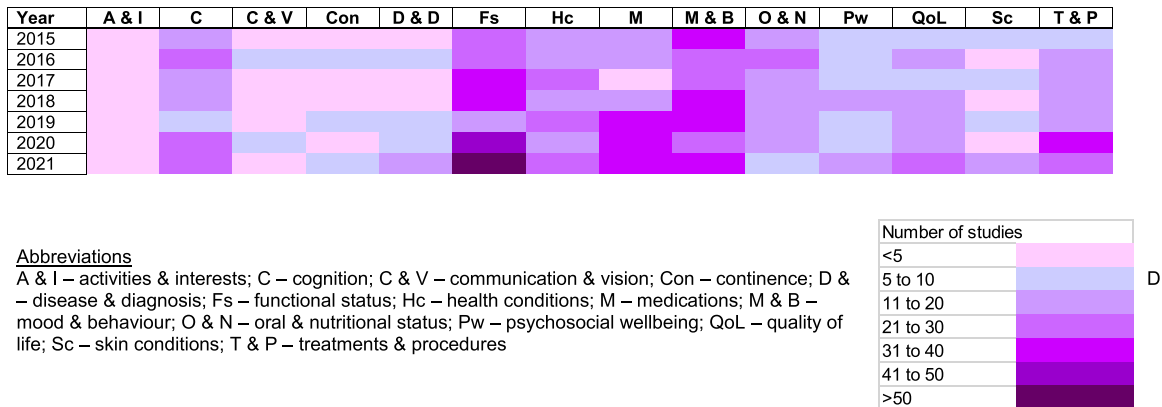 Year A & I C C & V Con D & D Fs Hc M M & B O & N Pw QoL Sc T & P
2015
2016
2017
2018
2019
2020
2021
Abbreviations
A & I – activities & interests; C – cognition; C & V – communication & vision; Con – continence; D & D
– disease & diagnosis; Fs – functional status; Hc – health conditions; M – medications; M & B –
mood & behaviour; O & N – oral & nutritional status; Pw – psychosocial wellbeing; QoL – quality of
life; Sc – skin conditions; T & P – treatments & procedures
Number of studies
<5
5 to 10
11 to 20
21 to 30
31 to 40
41 to 50
>50